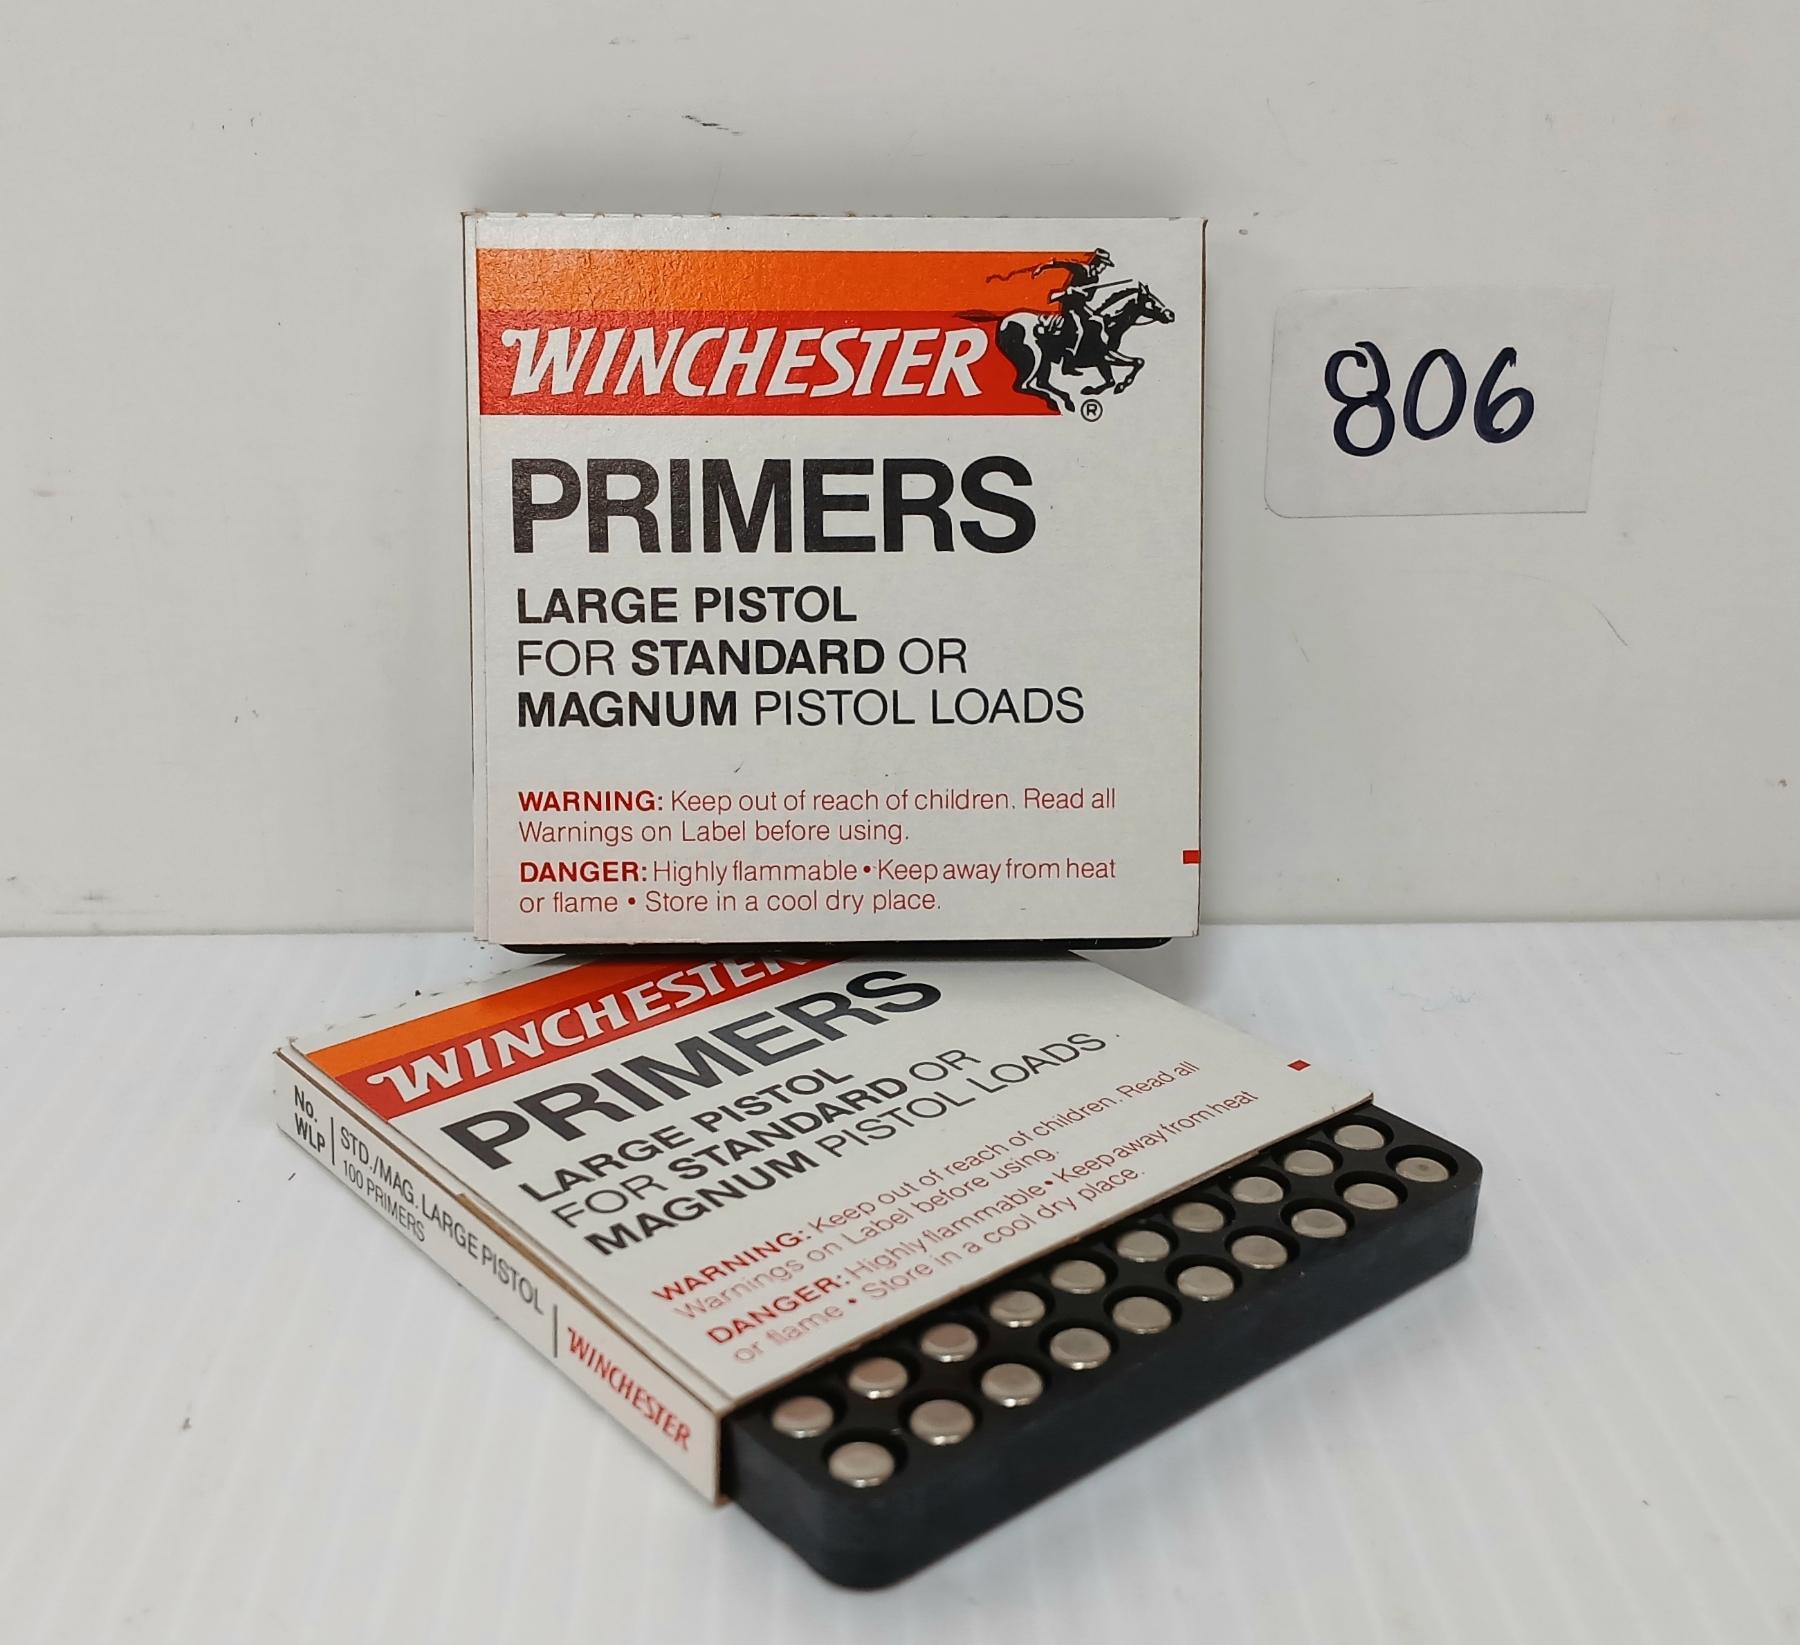 WINCHESTER
®
PRIMERS
LARGE PISTOL
FOR STANDARD OR
MAGNUM PISTOL LOADS
WARNING: Keep out of reach of children. Read all
Warnings on Label before using.
DANGER: Highly flammable • Keep away from heat
or flame • Store in a cool dry place.
806
WINCHESTER
PRIMERS
LARGE PISTOL
FOR STANDARD OR
MAGNUM PISTOL LOADS
WARNING: Keep out of reach of children. Read all
Warnings on Label before using.
DANGER: Highly flammable • Keep away from heat
or flame • Store in a cool dry place.
No.
WLP
STD./MAG. LARGE PISTOL
100 PRIMERS
WINCHESTER